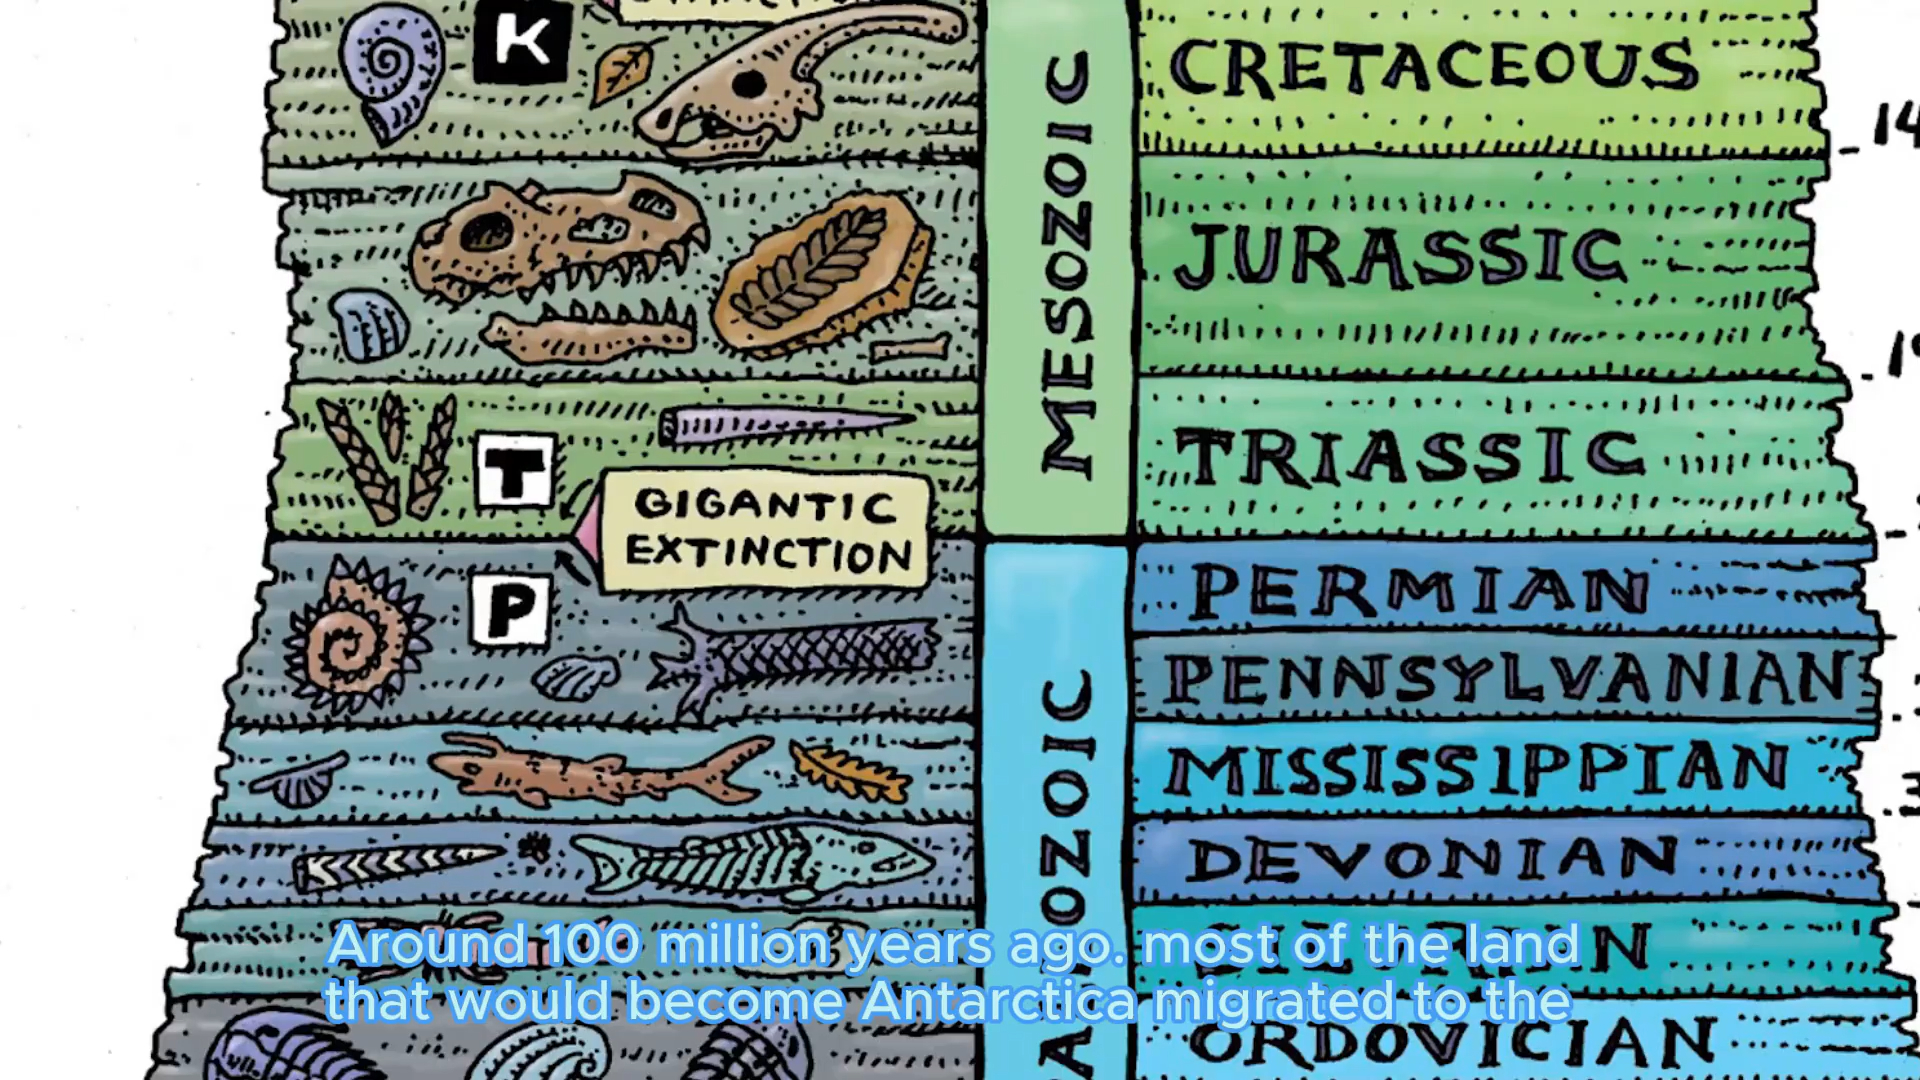 K
CRETACEOUS
14
MESOZOIC
JURASSIC
T
TRIASSIC
GIGANTIC
EXTINCTION
P
PERMIAN
PENNSYLVANIAN
MISSISSIPPIAN
DEVONIAN
Around 100 million years ago. most of the land
that would become Antarctica migrated to the
ORDOVICIAN